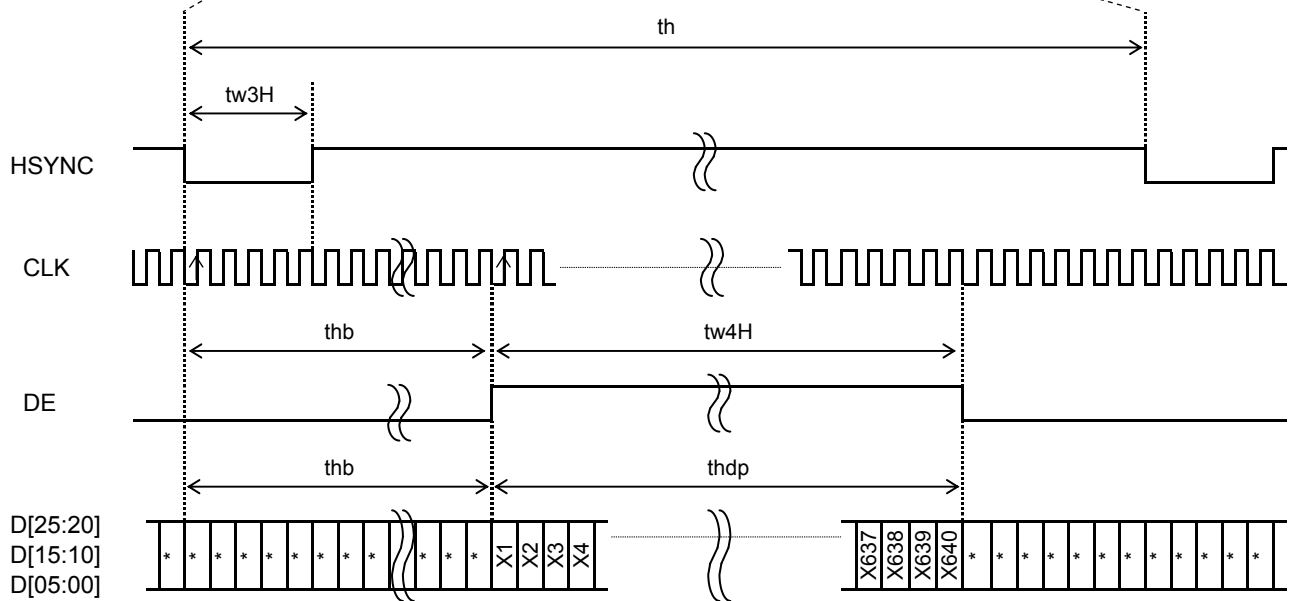 th
tw3H
HSYNC
CLK
thb tw4H
DE
thb thdp
D[25:20]
D[15:10]
D[05:00]
* * * * * * * * * * * * X1 X2 X3 X4 X637 X638 X639 X640 * * * * * * * * * * * *